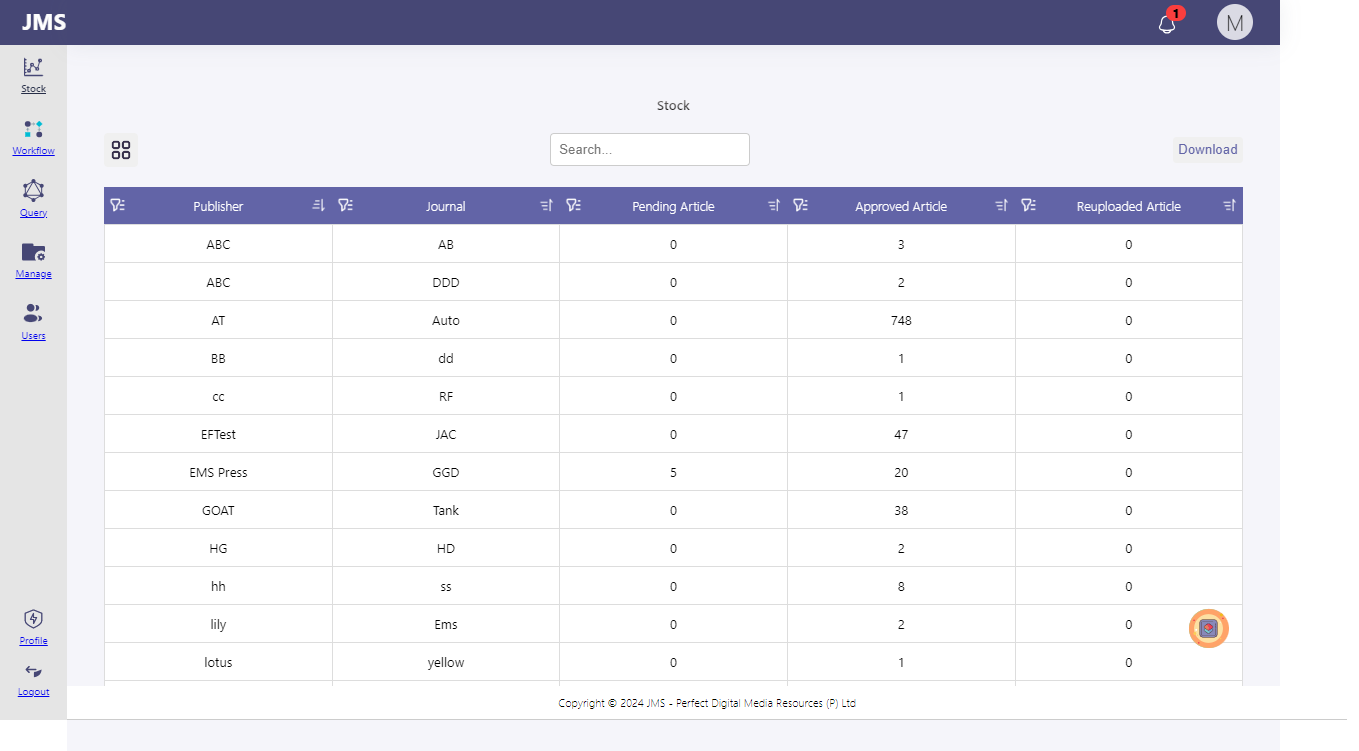 JMS
1
M
Stock
Workflow
Query
Manage
Users
Profile
Logout
Stock
Search...
Download
Publisher Journal Pending Article Approved Article Reuploaded Article
ABC AB 0 3 0
ABC DDD 0 2 0
AT Auto 0 748 0
BB dd 0 1 0
cc RF 0 1 0
EFTest JAC 0 47 0
EMS Press GGD 5 20 0
GOAT Tank 0 38 0
HG HD 0 2 0
hh ss 0 8 0
lily Ems 0 2 0
lotus yellow 0 1 0
Copyright © 2024 JMS - Perfect Digital Media Resources (P) Ltd